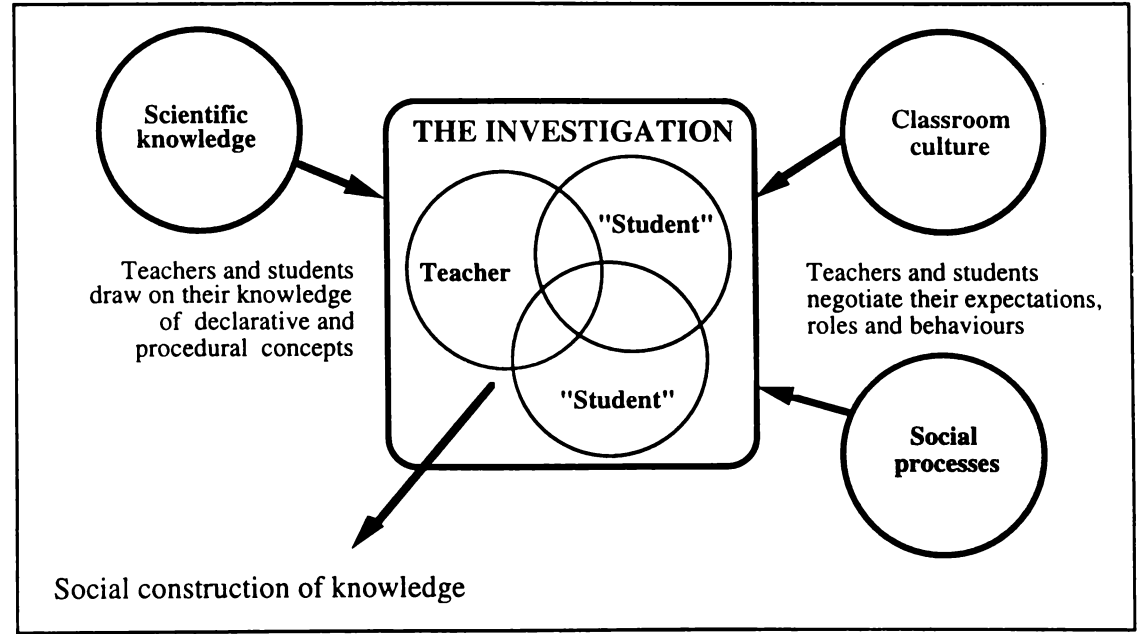 Scientific
knowledge
THE INVESTIGATION
Classroom
culture
"Student"
Teacher
"Student"
Teachers and students
draw on their knowledge
of declarative and
procedural concepts
Teachers and students
negotiate their expectations,
roles and behaviours
Social
processes
Social construction of knowledge